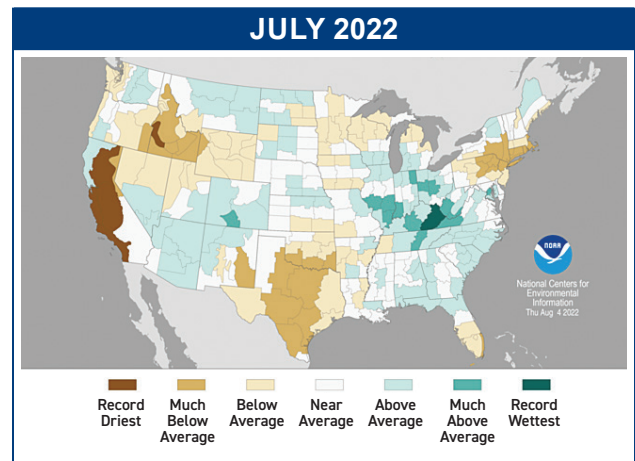 JULY 2022
NOAA
National Centers for
Environmental
Information
Thu Aug 4 2022
Record
Driest
Much
Below
Average
Below
Average
Near
Average
Above
Average
Much
Above
Average
Record
Wettest